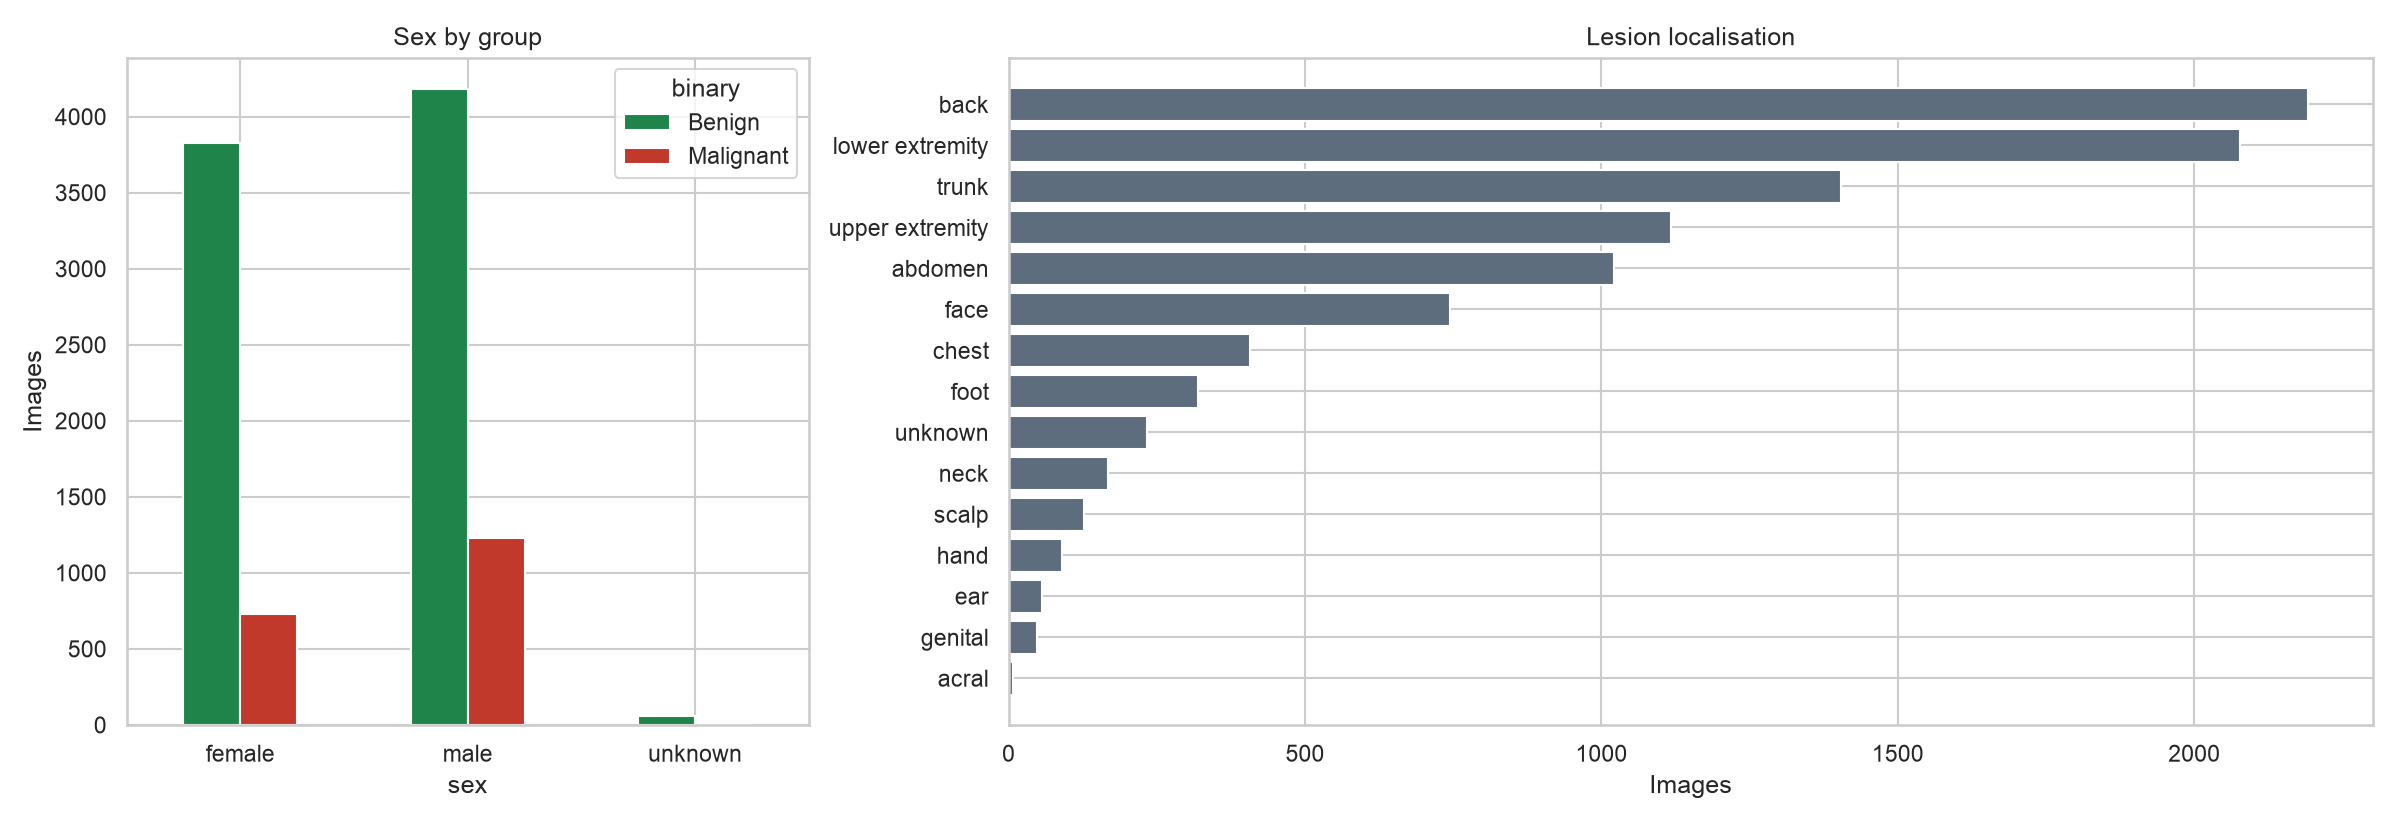 Sex by group
binary
Benign
Malignant
4000
3500
3000
2500
2000
1500
1000
500
0
Images
female male unknown
sex
Lesion localisation
back
lower extremity
trunk
upper extremity
abdomen
face
chest
foot
unknown
neck
scalp
hand
ear
genital
acral
0 500 1000 1500 2000
Images